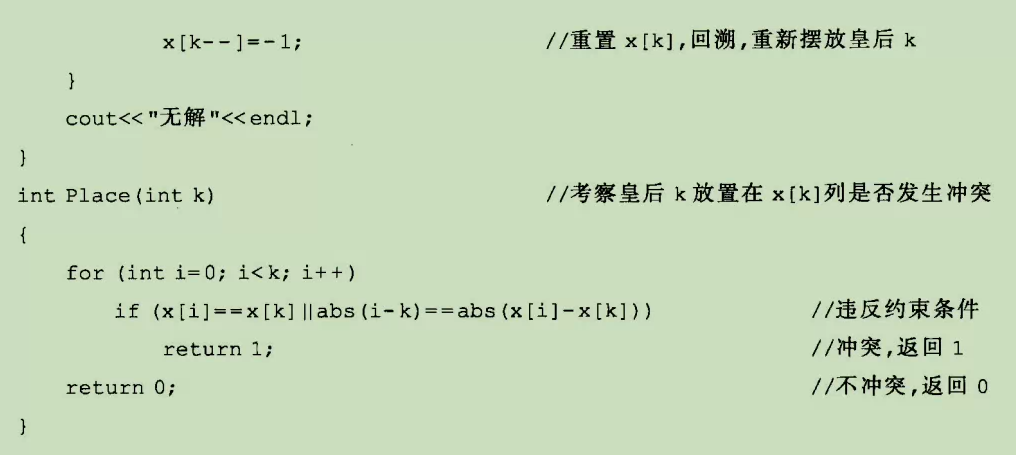 x[k--]=-1; //重置 x[k],回溯,重新摆放皇后 k
}
cout<<"无解"<<endl;
}
int Place(int k) //考察皇后 k 放置在 x[k]列是否发生冲突
{
for (int i=0; i<k; i++)
if (x[i]==x[k]||abs(i-k)==abs(x[i]-x[k])) //违反约束条件
return 1; //冲突,返回 1
return 0; //不冲突,返回 0
}